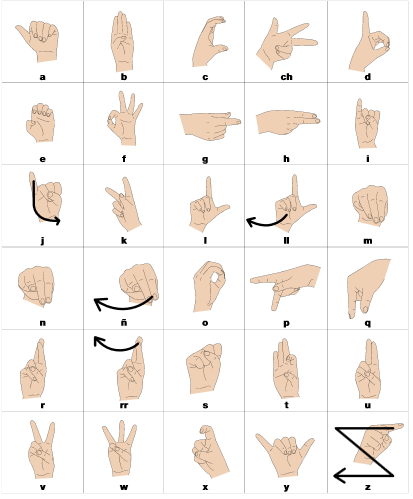 a b c ch d
e f g h i
j k l ll m
n ñ o p q
r rr s t u
v w x y z